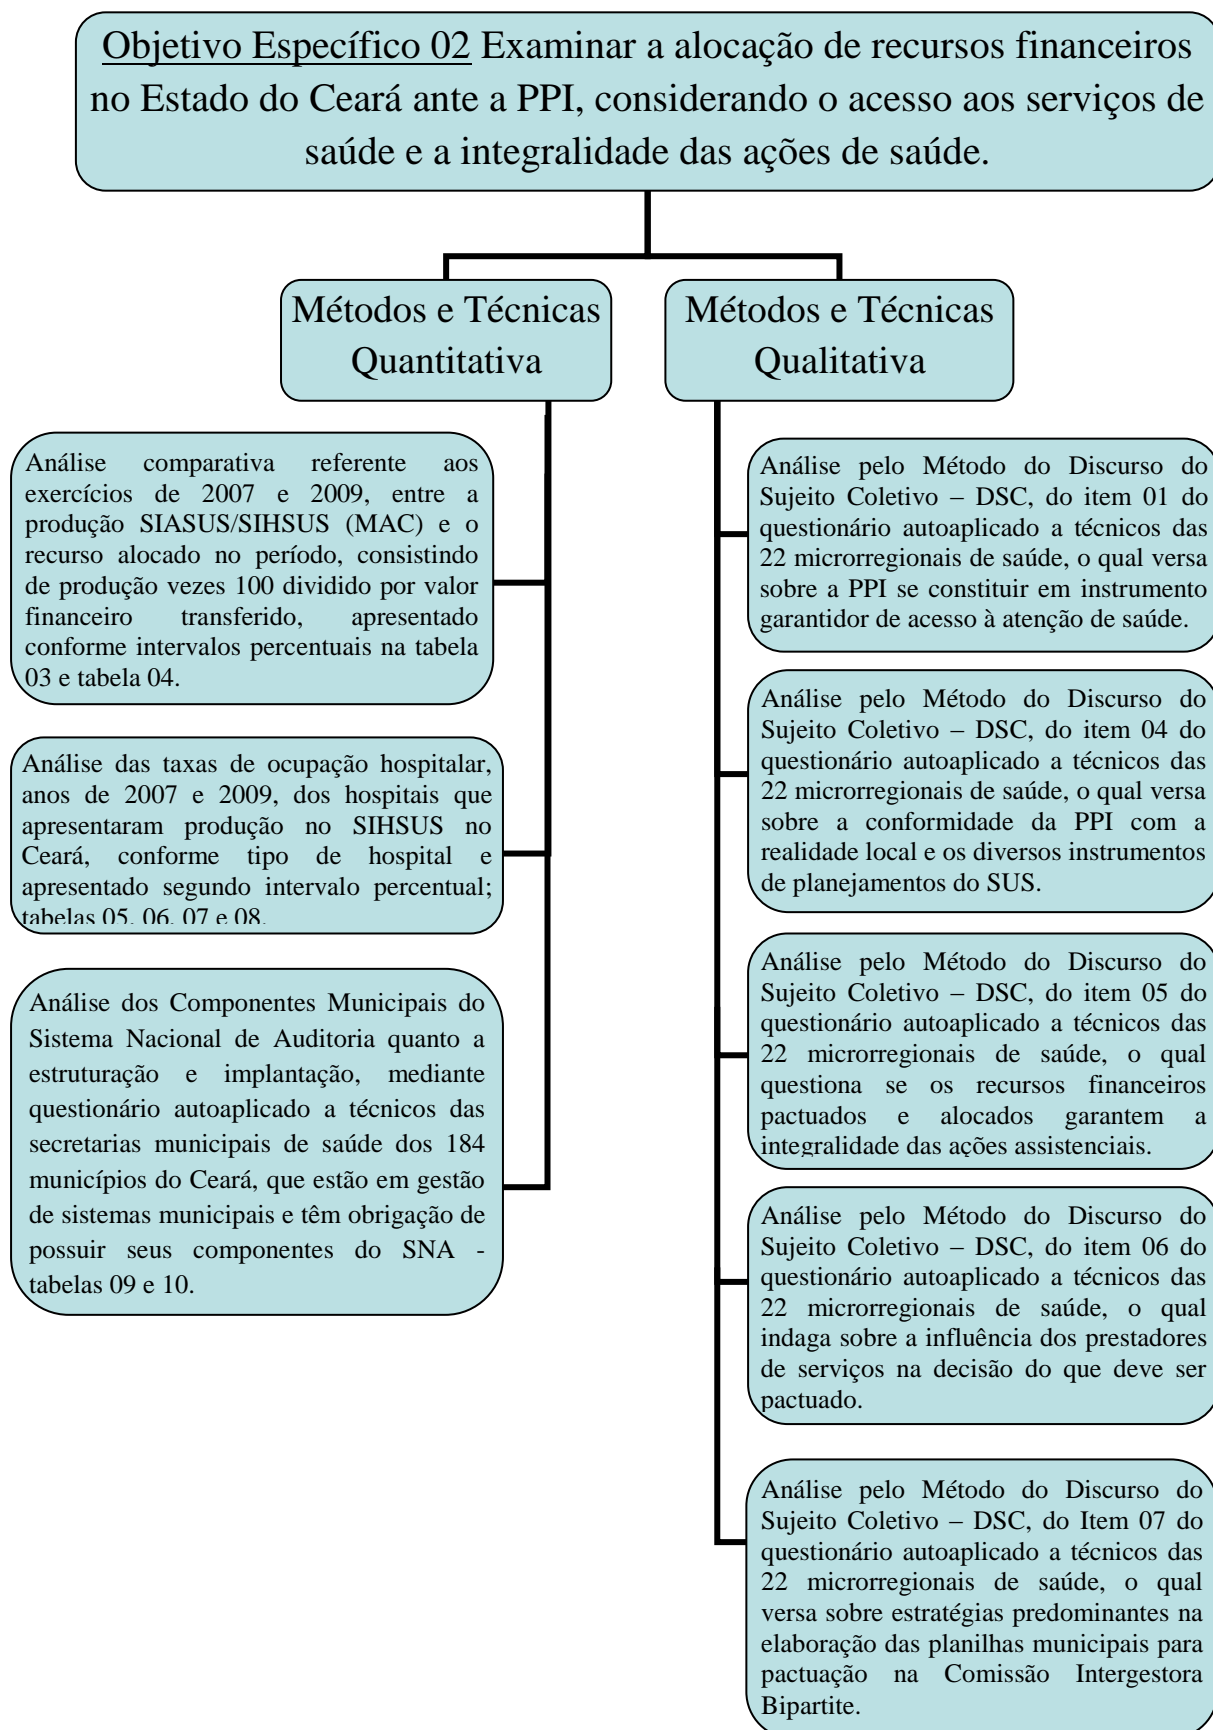 Objetivo Específico 02 Examinar a alocação de recursos financeiros
no Estado do Ceará ante a PPI, considerando o acesso aos serviços de
saúde e a integralidade das ações de saúde.
Métodos e Técnicas
Quantitativa
Métodos e Técnicas
Qualitativa
Análise comparativa referente aos
exercícios de 2007 e 2009, entre a
produção SIASUS/SIHSUS (MAC) e o
recurso alocado no período, consistindo
de produção vezes 100 dividido por valor
financeiro transferido, apresentado
conforme intervalos percentuais na tabela
03 e tabela 04.
Análise das taxas de ocupação hospitalar,
anos de 2007 e 2009, dos hospitais que
apresentaram produção no SIHSUS no
Ceará, conforme tipo de hospital e
apresentado segundo intervalo percentual;
tabelas 05, 06, 07 e 08.
Análise dos Componentes Municipais do
Sistema Nacional de Auditoria quanto a
estruturação e implantação, mediante
questionário autoaplicado a técnicos das
secretarias municipais de saúde dos 184
municípios do Ceará, que estão em gestão
de sistemas municipais e têm obrigação de
possuir seus componentes do SNA -
tabelas 09 e 10.
Análise pelo Método do Discurso do
Sujeito Coletivo – DSC, do item 01 do
questionário autoaplicado a técnicos das
22 microrregionais de saúde, o qual versa
sobre a PPI se constituir em instrumento
garantidor de acesso à atenção de saúde.
Análise pelo Método do Discurso do
Sujeito Coletivo – DSC, do item 04 do
questionário autoaplicado a técnicos das
22 microrregionais de saúde, o qual versa
sobre a conformidade da PPI com a
realidade local e os diversos instrumentos
de planejamentos do SUS.
Análise pelo Método do Discurso do
Sujeito Coletivo – DSC, do item 05 do
questionário autoaplicado a técnicos das
22 microrregionais de saúde, o qual
questiona se os recursos financeiros
pactuados e alocados garantem a
integralidade das ações assistenciais.
Análise pelo Método do Discurso do
Sujeito Coletivo – DSC, do item 06 do
questionário autoaplicado a técnicos das
22 microrregionais de saúde, o qual
indaga sobre a influência dos prestadores
de serviços na decisão do que deve ser
pactuado.
Análise pelo Método do Discurso do
Sujeito Coletivo – DSC, do Item 07 do
questionário autoaplicado a técnicos das
22 microrregionais de saúde, o qual
versa sobre estratégias predominantes na
elaboração das planilhas municipais para
pactuação na Comissão Intergestora
Bipartite.